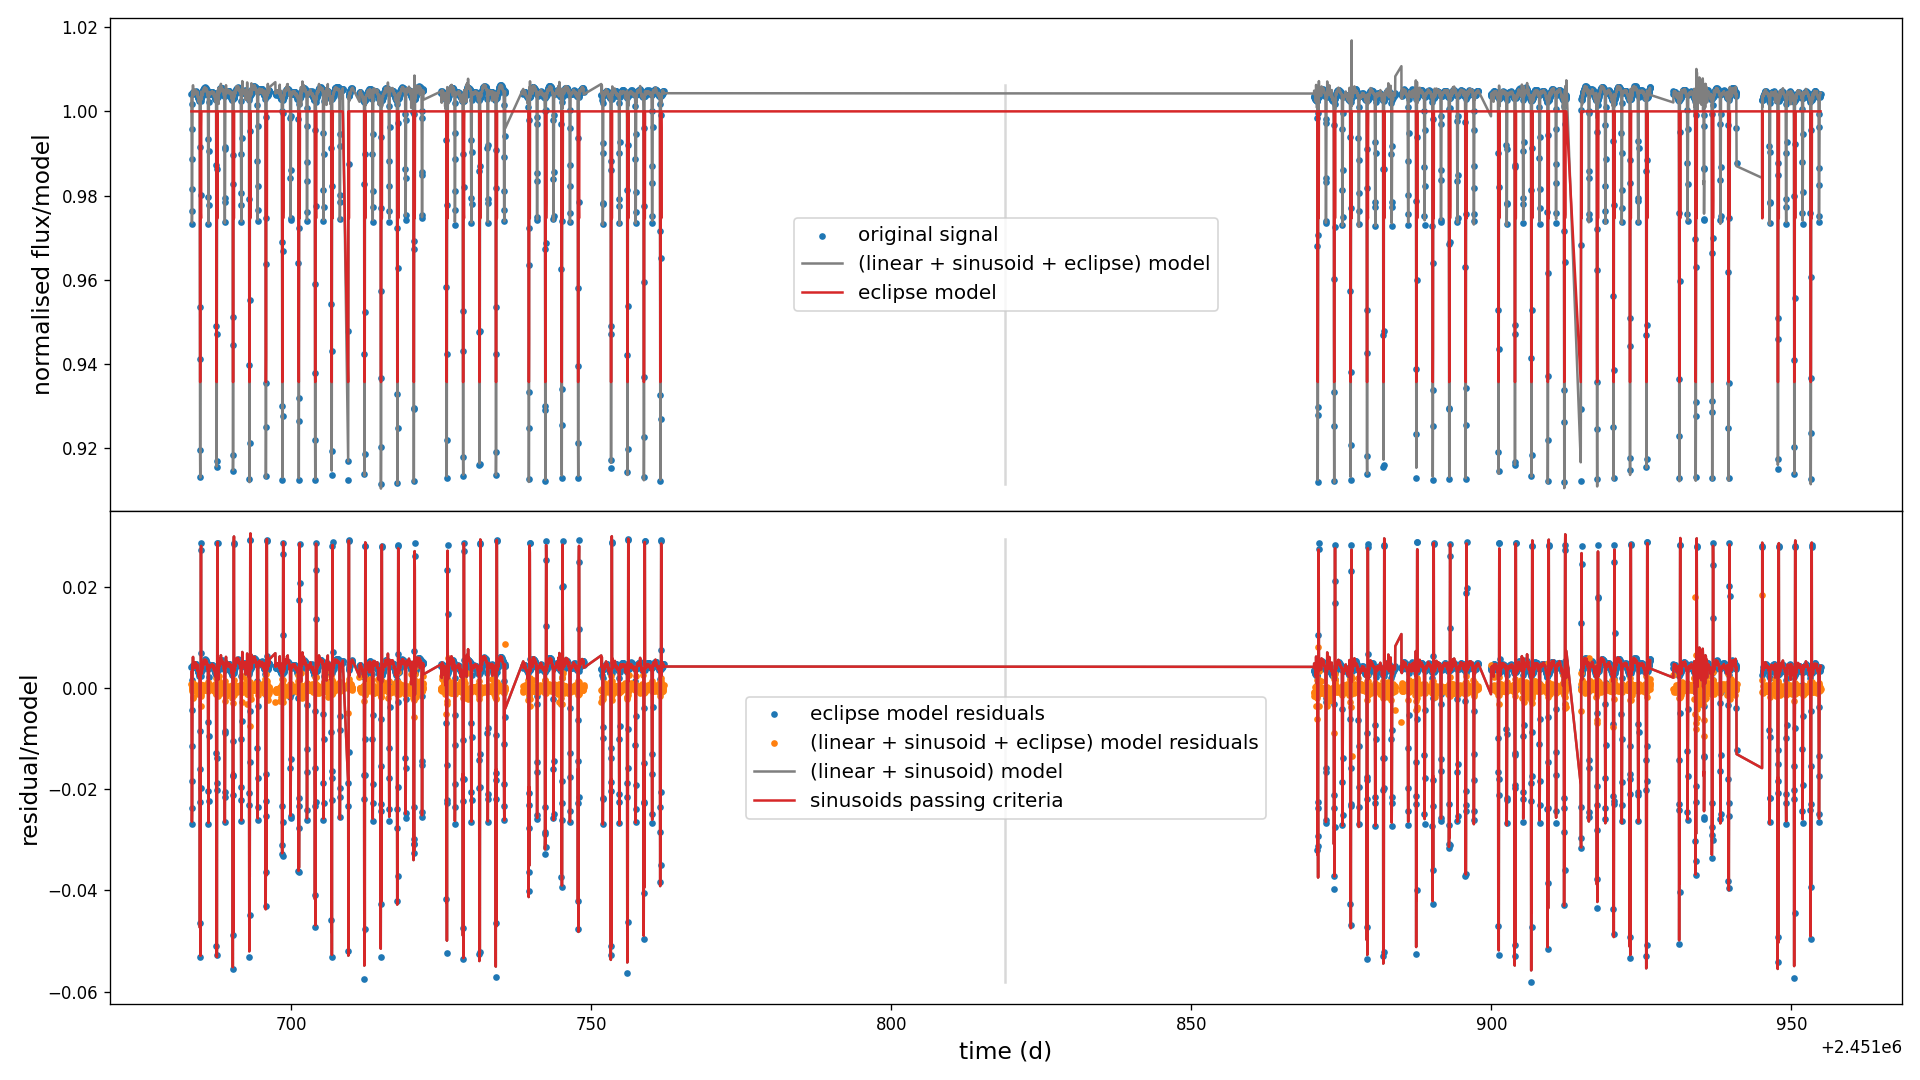 1.02
1.00
0.98
0.96
0.94
0.92
normalised flux/model
original signal
(linear + sinusoid + eclipse) model
eclipse model
0.02
0.00
−0.02
−0.04
−0.06
residual/model
eclipse model residuals
(linear + sinusoid + eclipse) model residuals
(linear + sinusoid) model
sinusoids passing criteria
700
750
800
850
900
950
time (d)
+2.451e6